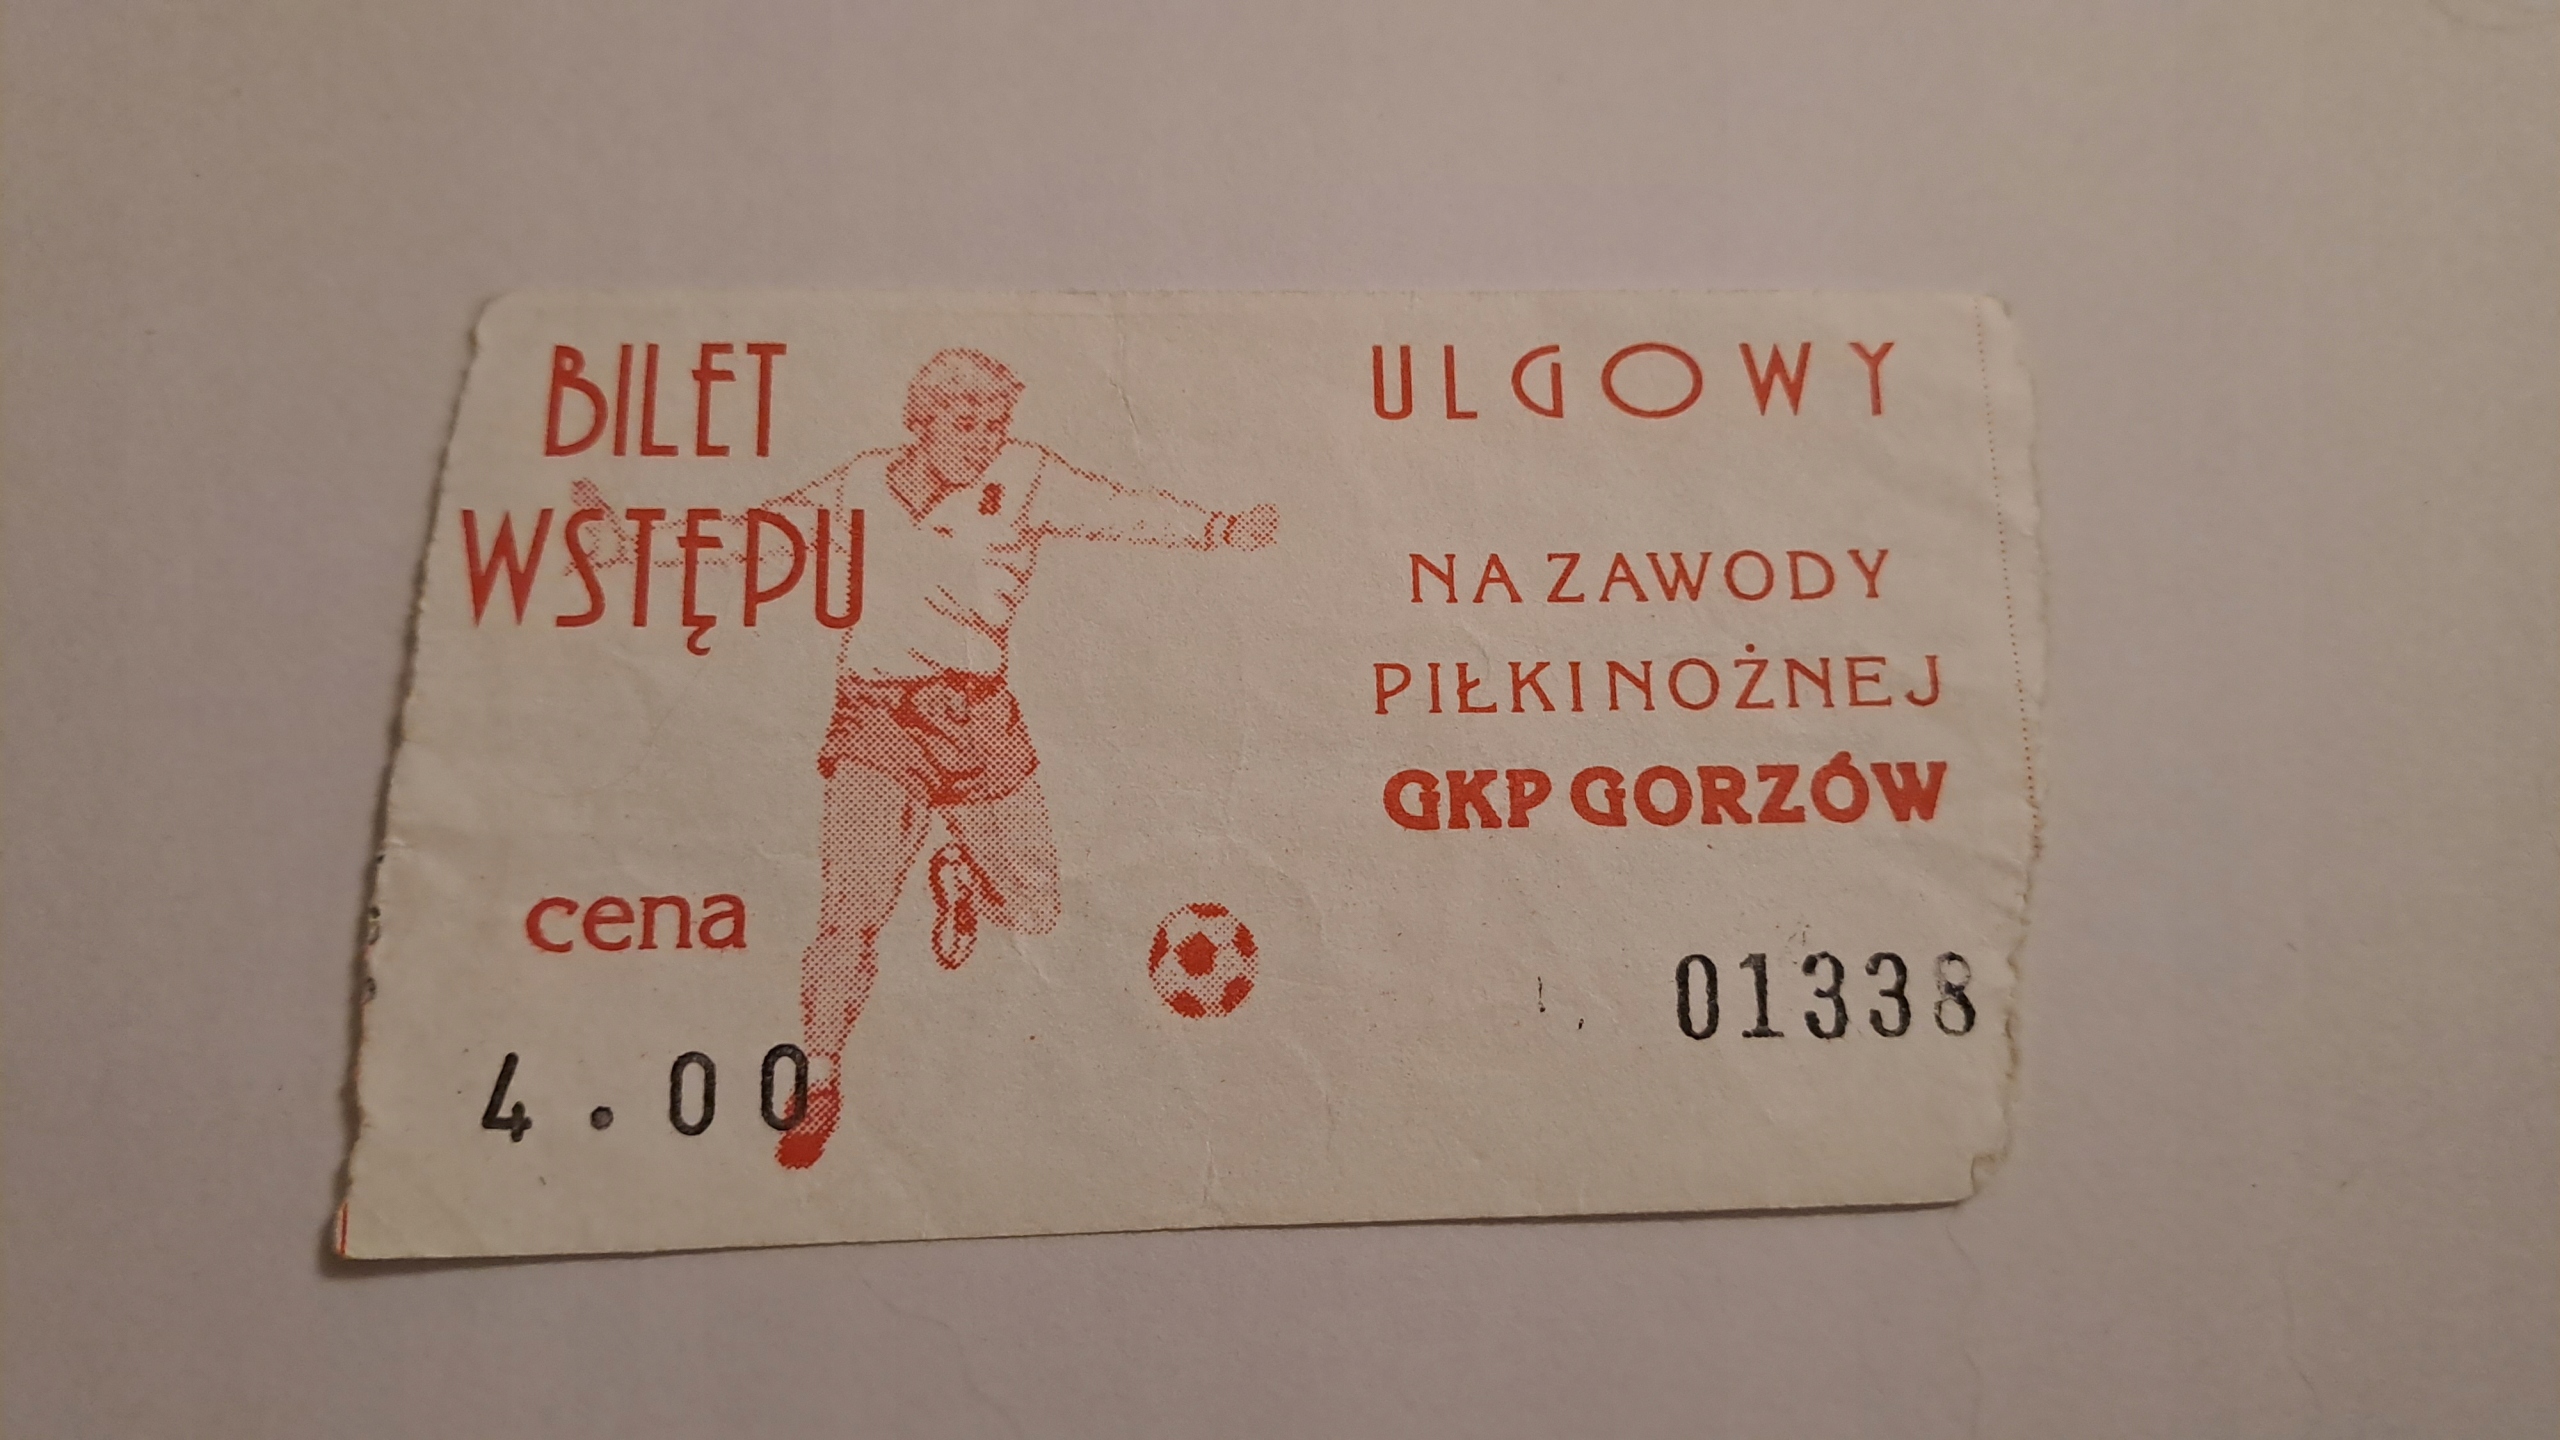 BILET
WSTĘPU
ULGOWY
NA ZAWODY
PIŁKI NOŻNEJ
GKP GORZÓW
cena
4.00
01338